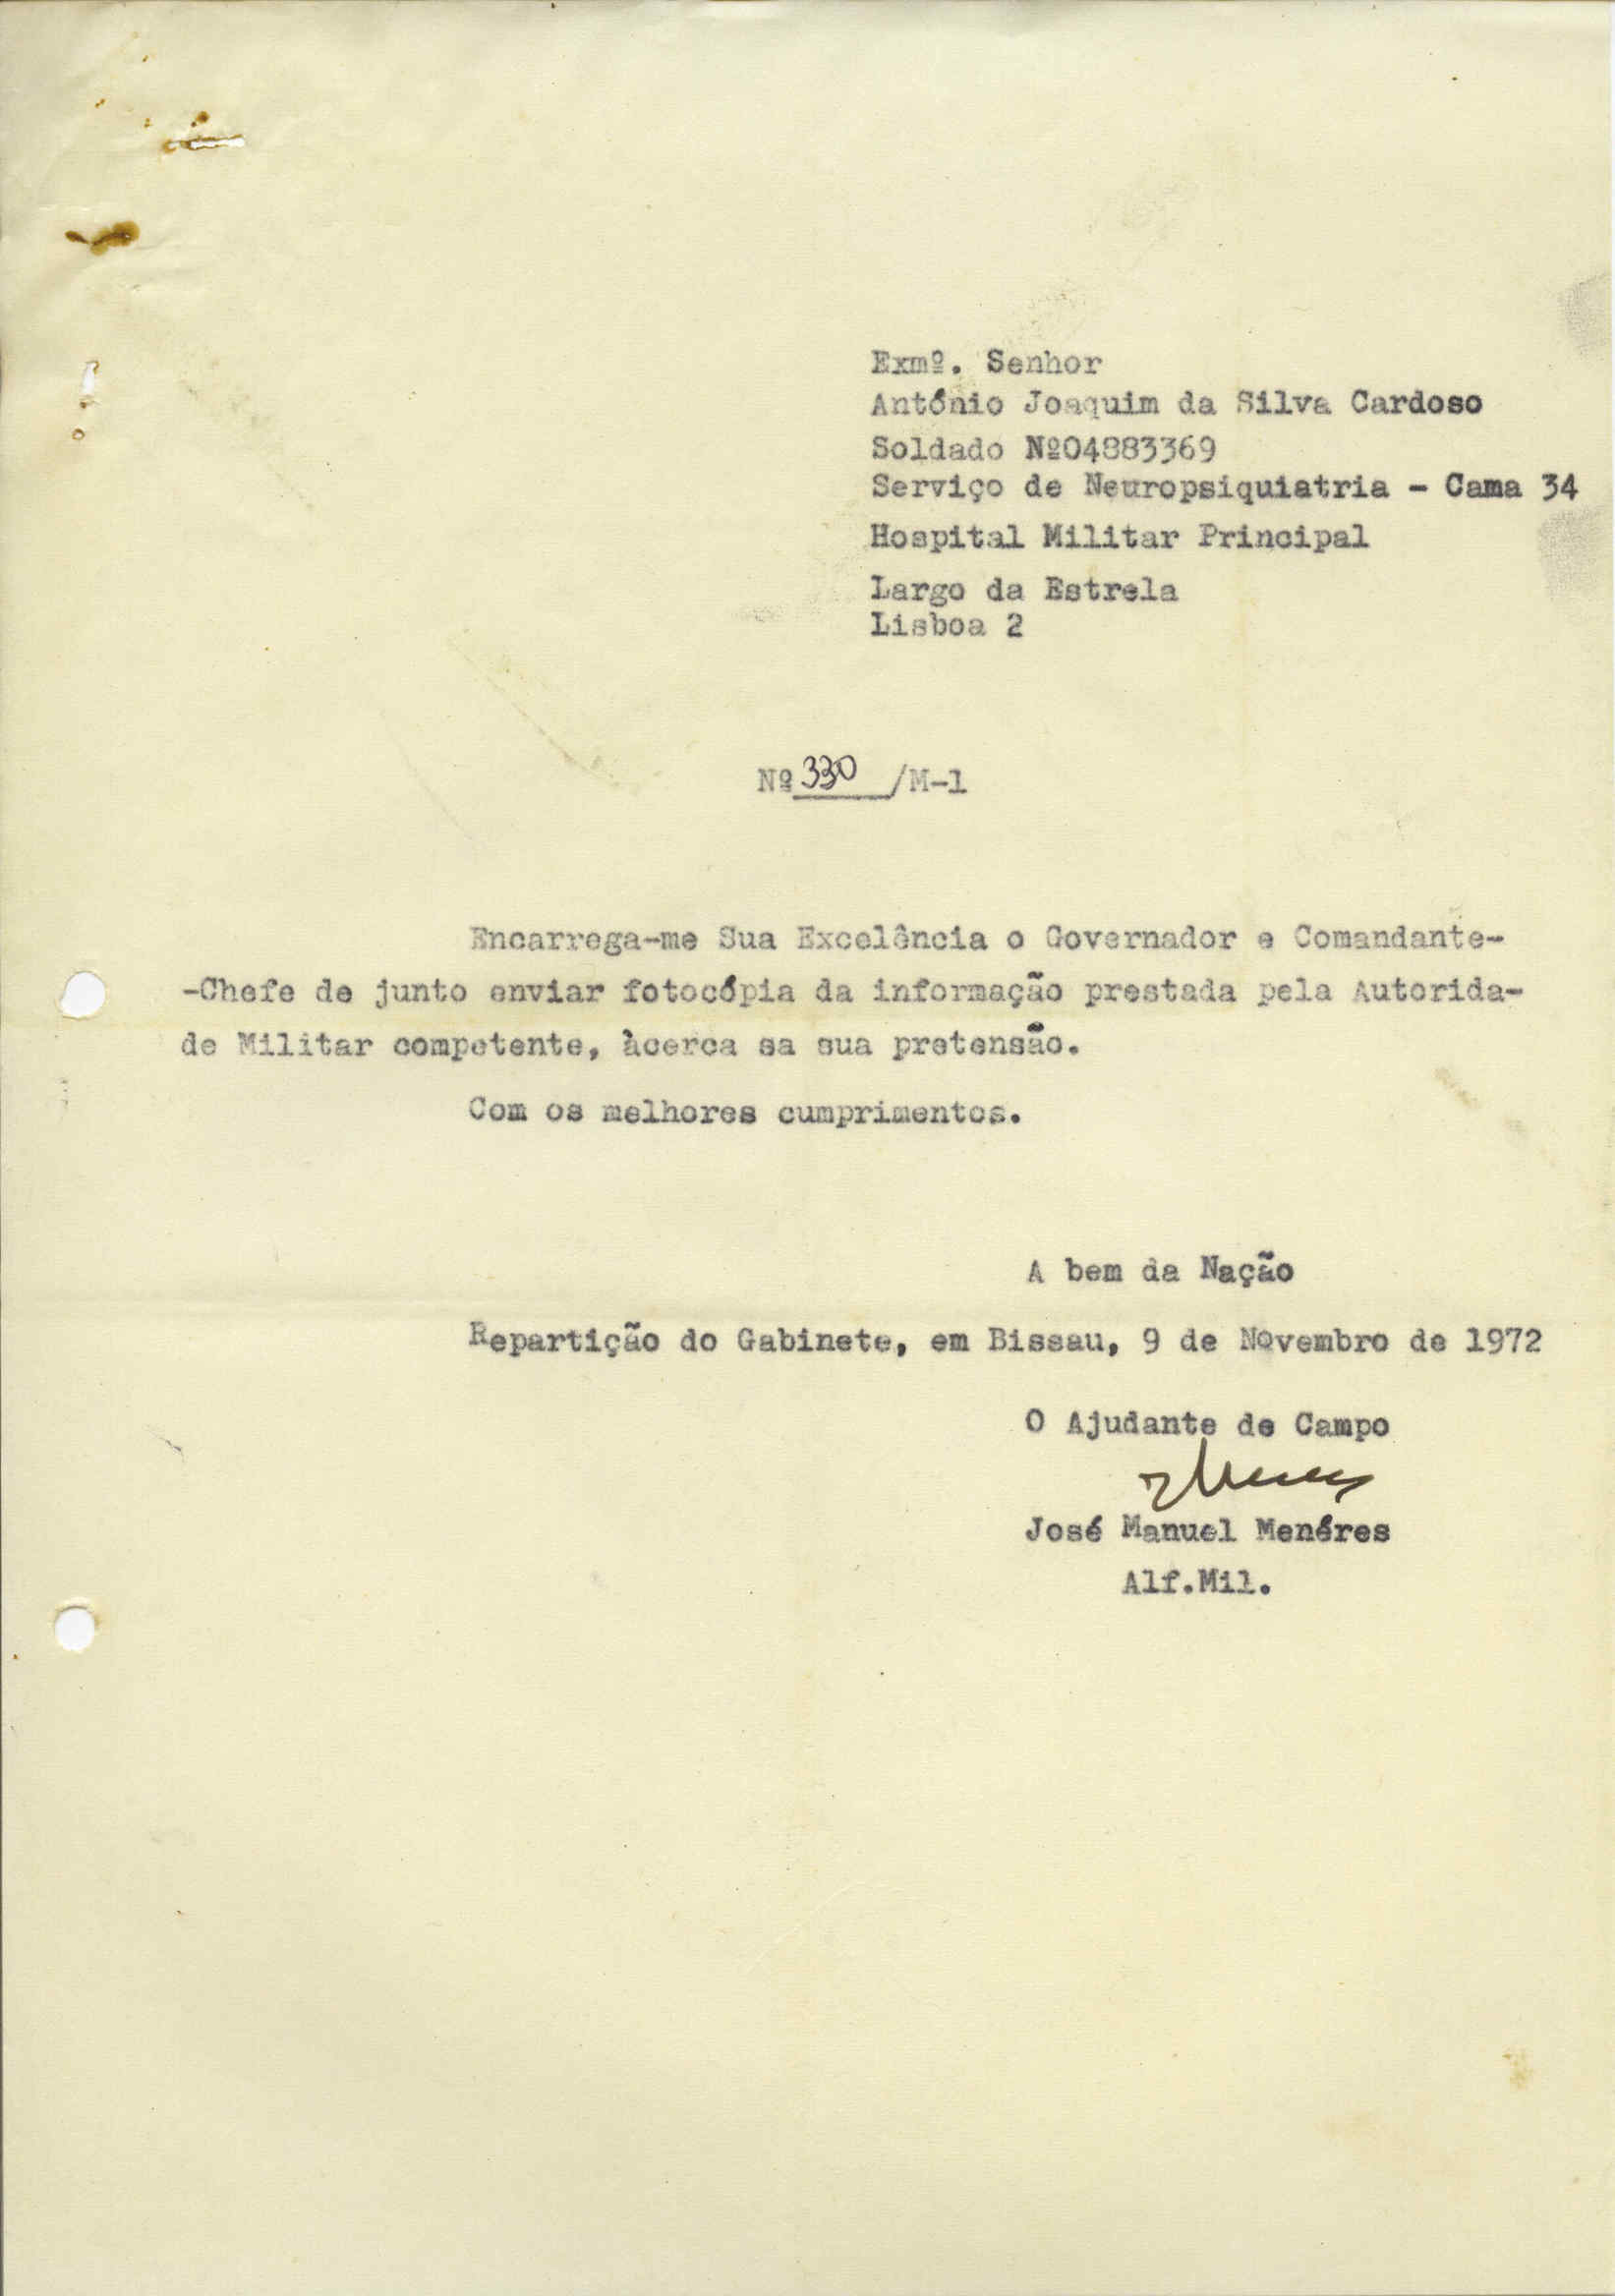 Exmº. Senhor
António Joaquim da Silva Cardoso
Soldado Nº04883369
Serviço de Neuropsiquiatria - Cama 34
Hospital Militar Principal
Largo da Estrela
Lisboa 2
Nº 330 /M-1
Encarrega-me Sua Excelência o Governador e Comandante-
-Chefe de junto enviar fotocópia da informação prestada pela Autorida-
de Militar competente, àcerca sa sua pretensão.
Com os melhores cumprimentos.
A bem da Nação
Repartição do Gabinete, em Bissau, 9 de Novembro de 1972
O Ajudante de Campo
José Manuel Menéres
Alf.Mil.